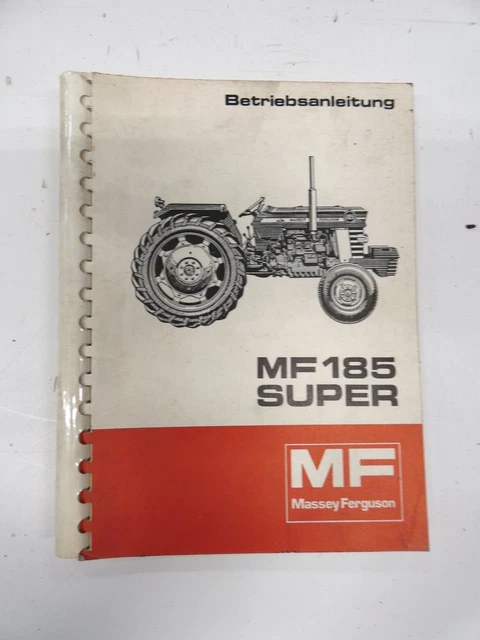 Betriebsanleitung
MF 185
SUPER
MF
Massey Ferguson